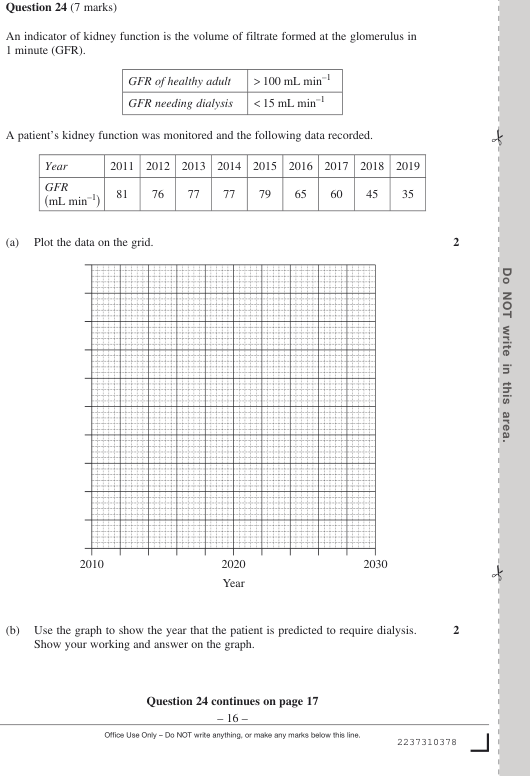 Question 24 (7 marks)
An indicator of kidney function is the volume of filtrate formed at the glomerulus in
1 minute (GFR).
GFR of healthy adult > 100 mL min⁻¹
GFR needing dialysis < 15 mL min⁻¹
A patient’s kidney function was monitored and the following data recorded.
Year 2011 2012 2013 2014 2015 2016 2017 2018 2019
GFR
(mL min⁻¹) 81 76 77 77 79 65 60 45 35
(a) Plot the data on the grid. 2
2010 2020 2030
Year
(b) Use the graph to show the year that the patient is predicted to require dialysis. 2
Show your working and answer on the graph.
Question 24 continues on page 17
– 16 –
Office Use Only – Do NOT write anything, or make any marks below this line.
2237310378
Do NOT write in this area.